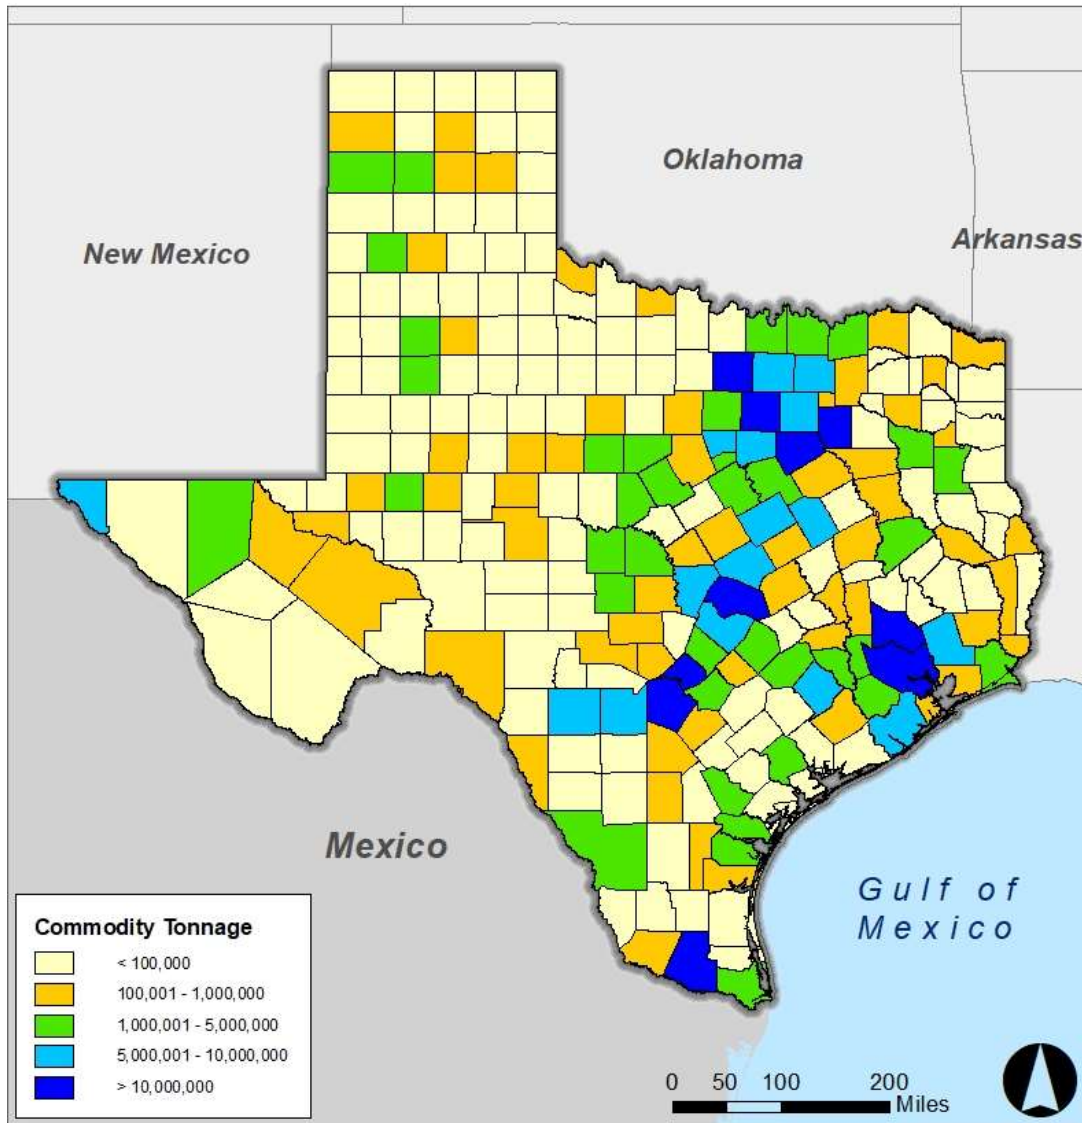 Oklahoma
New Mexico
Arkansas
Mexico
Gulf of
Mexico
Commodity Tonnage
< 100,000
100,001 - 1,000,000
1,000,001 - 5,000,000
5,000,001 - 10,000,000
> 10,000,000
0 50 100 200
Miles